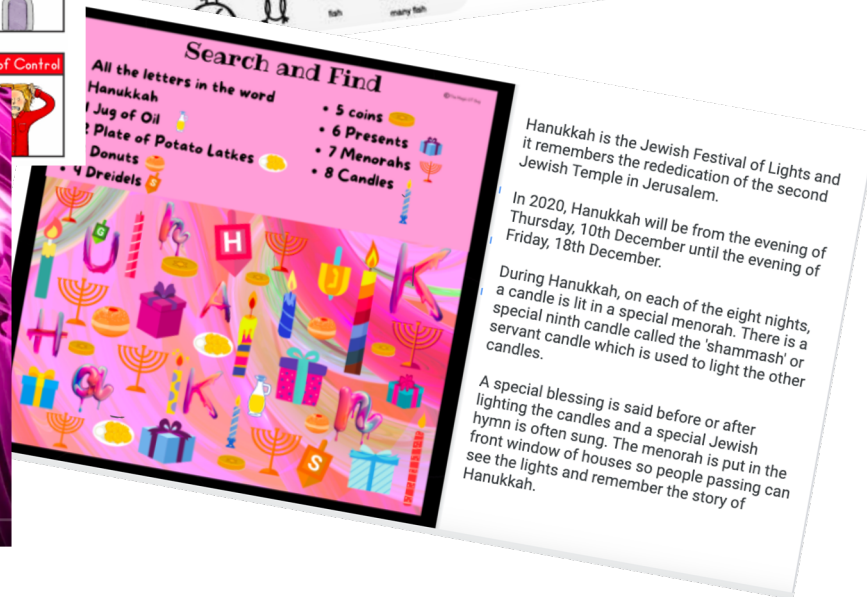 fish
many fish
of Control
Search and Find
All the letters in the word
Hanukkah
1 Jug of Oil
2 Plate of Potato Latkes
Donuts
4 Dreidels
• 5 coins
• 6 Presents
• 7 Menorahs
• 8 Candles
G
U
H
K
A
H
K
S
Hanukkah is the Jewish Festival of Lights and
it remembers the rededication of the second
Jewish Temple in Jerusalem.
In 2020, Hanukkah will be from the evening of
Thursday, 10th December until the evening of
Friday, 18th December.
During Hanukkah, on each of the eight nights,
a candle is lit in a special menorah. There is a
special ninth candle called the 'shammash' or
servant candle which is used to light the other
candles.
A special blessing is said before or after
lighting the candles and a special Jewish
hymn is often sung. The menorah is put in the
front window of houses so people passing can
see the lights and remember the story of
Hanukkah.